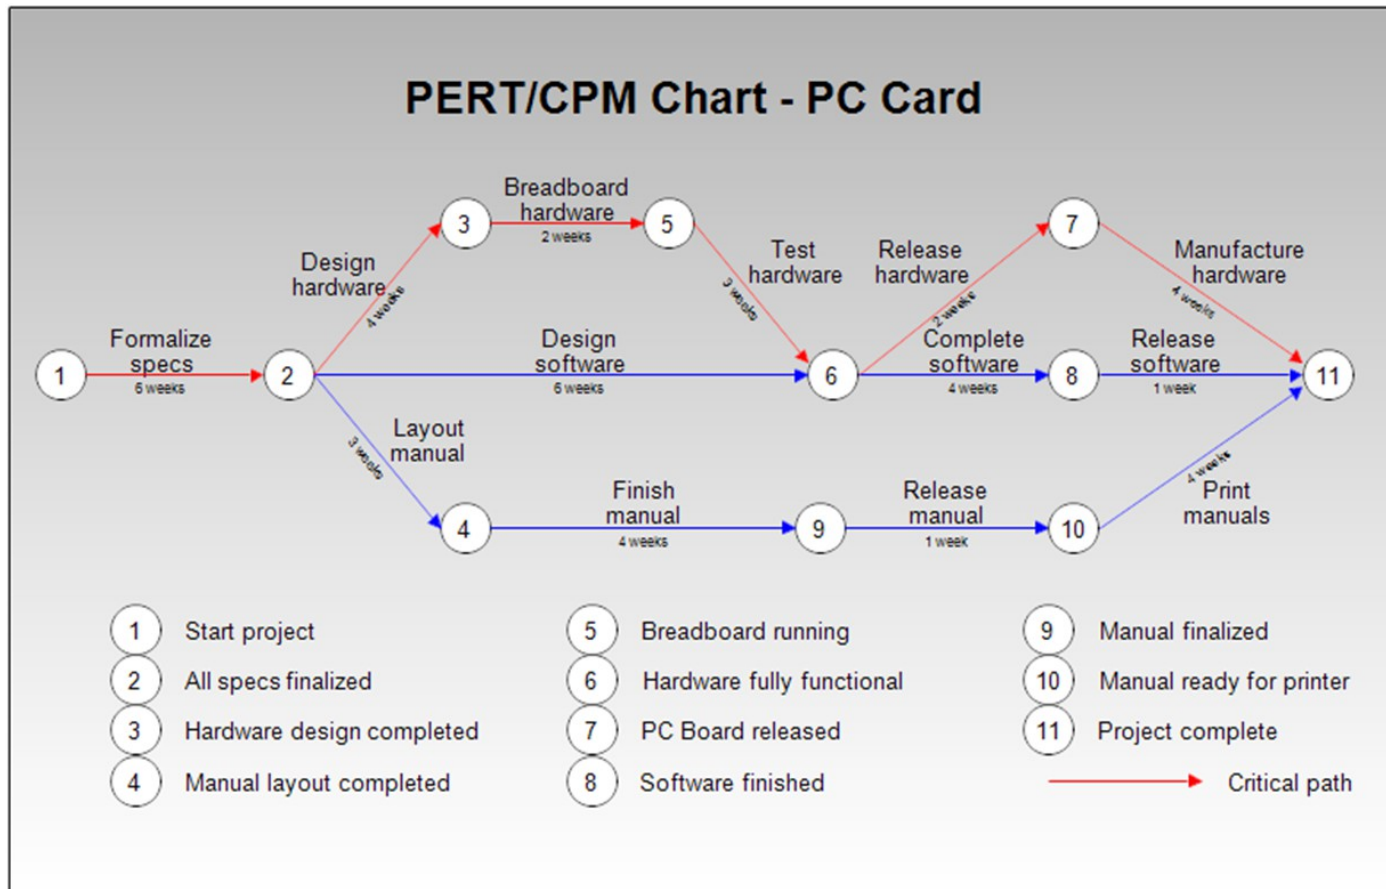 PERT/CPM Chart - PC Card
Breadboard
hardware
2 weeks
3
5
7
Design
hardware
4 weeks
Test
hardware
3 weeks
Release
hardware
2 weeks
Manufacture
hardware
4 weeks
Formalize
specs
6 weeks
Design
software
6 weeks
Complete
software
4 weeks
Release
software
1 week
1
2
6
8
11
Layout
manual
3 weeks
Finish
manual
4 weeks
Release
manual
1 week
4 weeks
Print
manuals
4
9
10
1 Start project
2 All specs finalized
3 Hardware design completed
4 Manual layout completed
5 Breadboard running
6 Hardware fully functional
7 PC Board released
8 Software finished
9 Manual finalized
10 Manual ready for printer
11 Project complete
Critical path